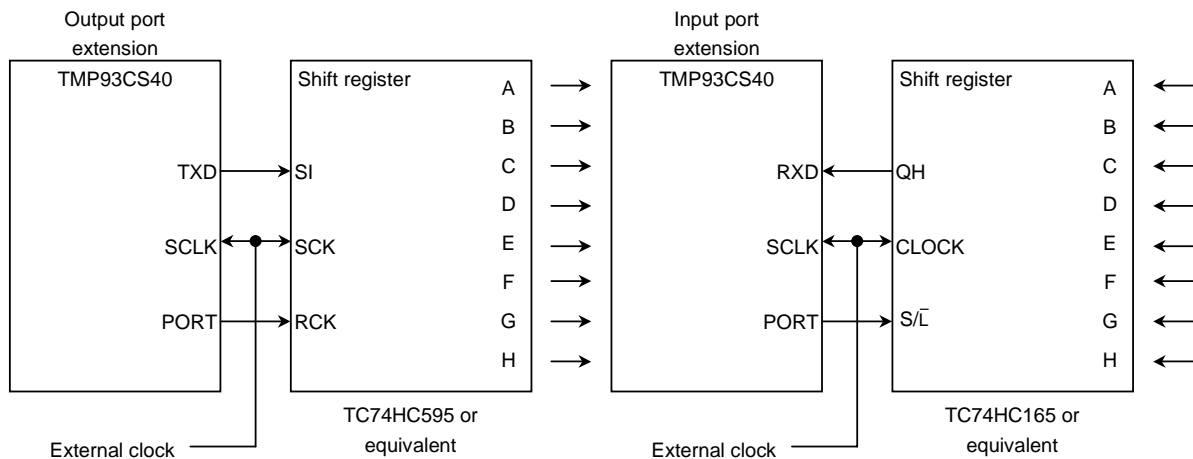 Output port
extension
TMP93CS40
Shift register
A
B
C
D
E
F
G
H
TXD
SI
SCLK
SCK
PORT
RCK
TC74HC595 or
equivalent
External clock
Input port
extension
TMP93CS40
Shift register
A
B
C
D
E
F
G
H
RXD
QH
SCLK
CLOCK
PORT
S/L̅
TC74HC165 or
equivalent
External clock